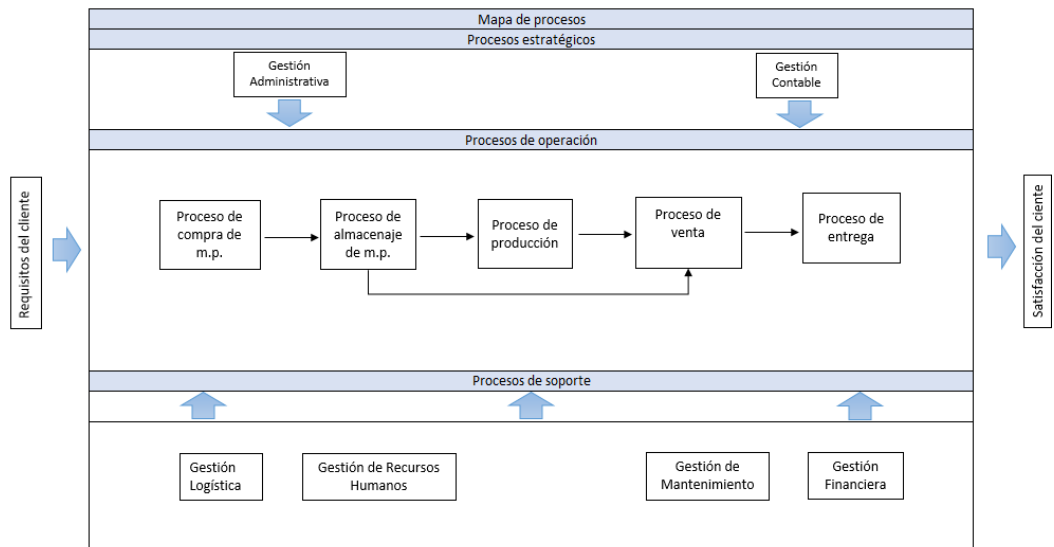 Mapa de procesos
Procesos estratégicos
Gestión
Administrativa
Gestión
Contable
Procesos de operación
Requisitos del cliente
Proceso de
compra de
m.p.
Proceso de
almacenaje
de m.p.
Proceso de
producción
Proceso de
venta
Proceso de
entrega
Satisfacción del ciente
Procesos de soporte
Gestión
Logística
Gestión de Recursos
Humanos
Gestión de
Mantenimiento
Gestión
Financiera